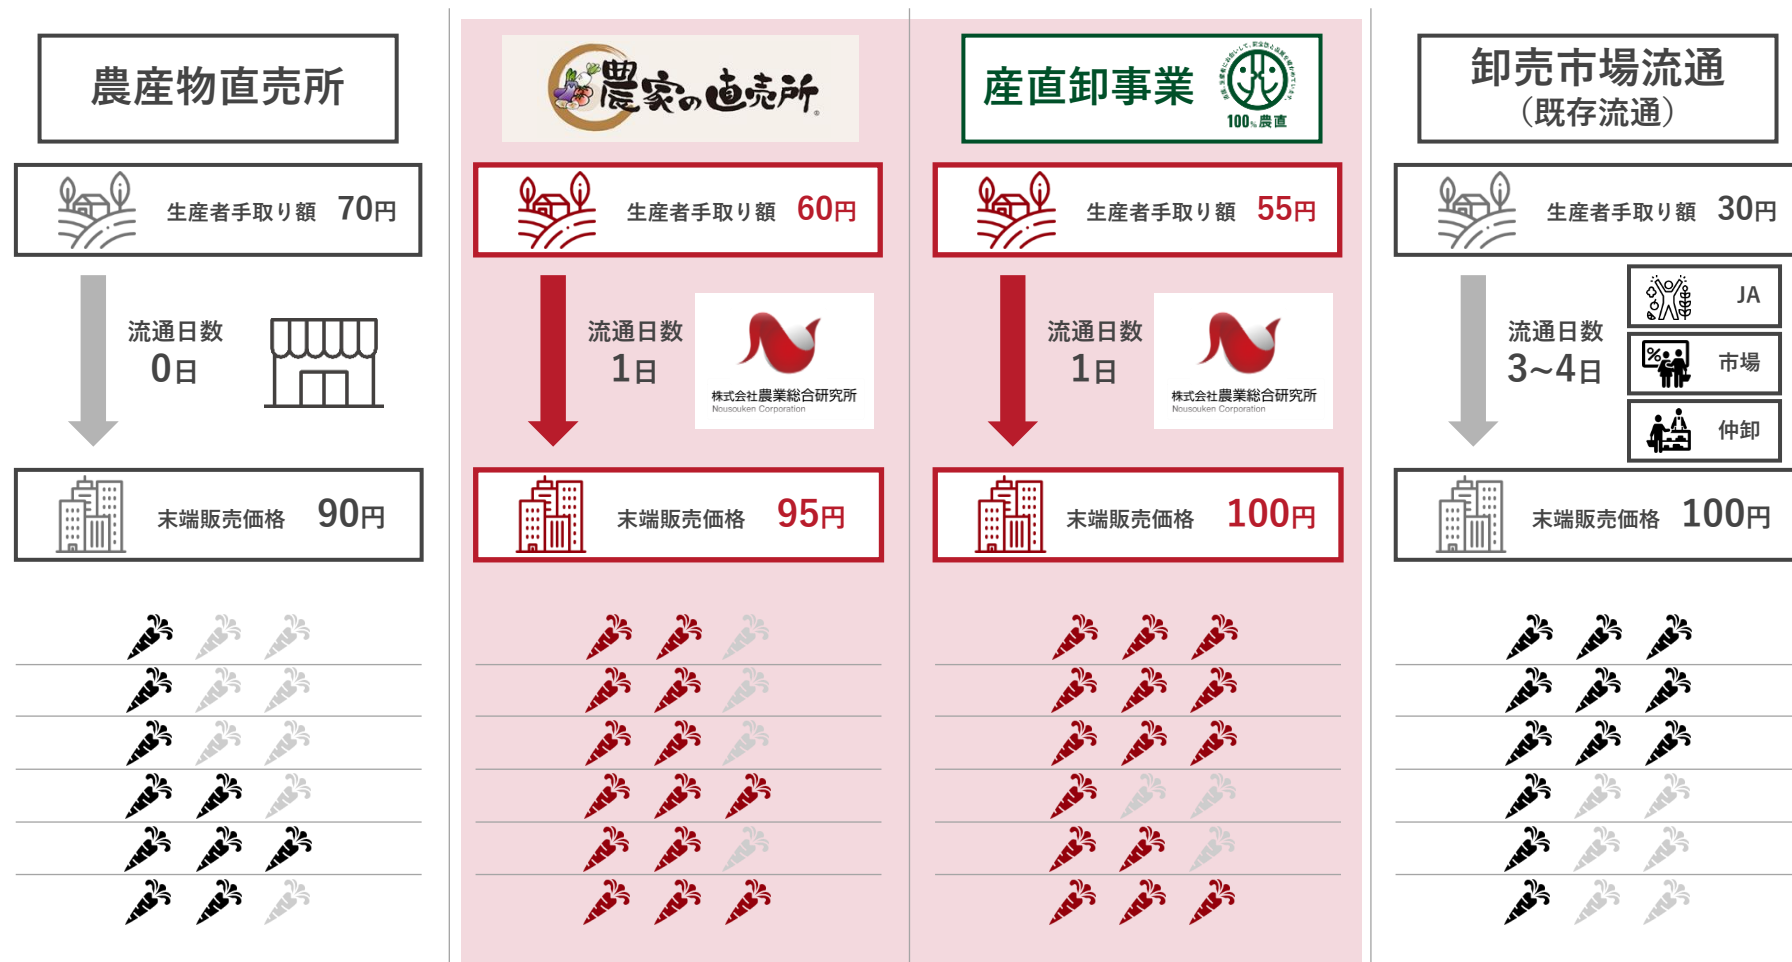 農産物直売所
生産者手取り額 70円
流通日数
0日
末端販売価格 90円
農家の直売所
生産者手取り額 60円
流通日数
1日
株式会社農業総合研究所
Nousouken Corporation
末端販売価格 95円
産直卸事業
100%農直
生産者手取り額 55円
流通日数
1日
株式会社農業総合研究所
Nousouken Corporation
末端販売価格 100円
卸売市場流通
（既存流通）
生産者手取り額 30円
流通日数
3~4日
JA
市場
仲卸
末端販売価格 100円